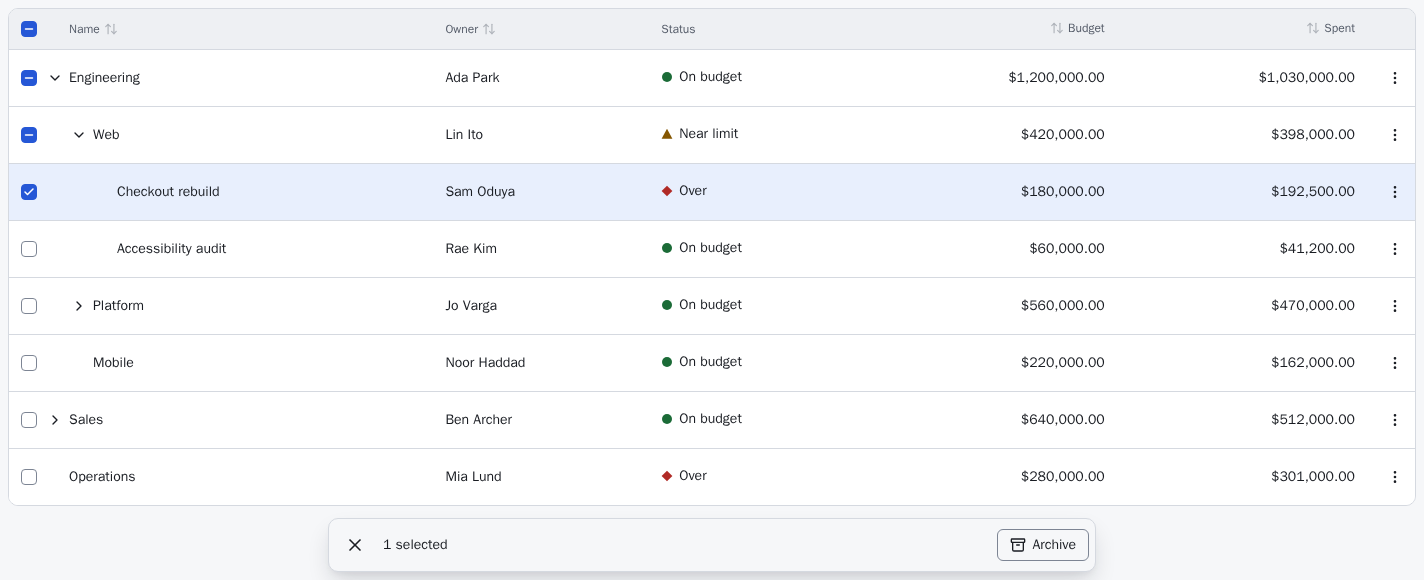 Name Owner Status Budget Spent
Engineering Ada Park On budget $1,200,000.00 $1,030,000.00
Web Lin Ito Near limit $420,000.00 $398,000.00
Checkout rebuild Sam Oduya Over $180,000.00 $192,500.00
Accessibility audit Rae Kim On budget $60,000.00 $41,200.00
Platform Jo Varga On budget $560,000.00 $470,000.00
Mobile Noor Haddad On budget $220,000.00 $162,000.00
Sales Ben Archer On budget $640,000.00 $512,000.00
Operations Mia Lund Over $280,000.00 $301,000.00
1 selected Archive